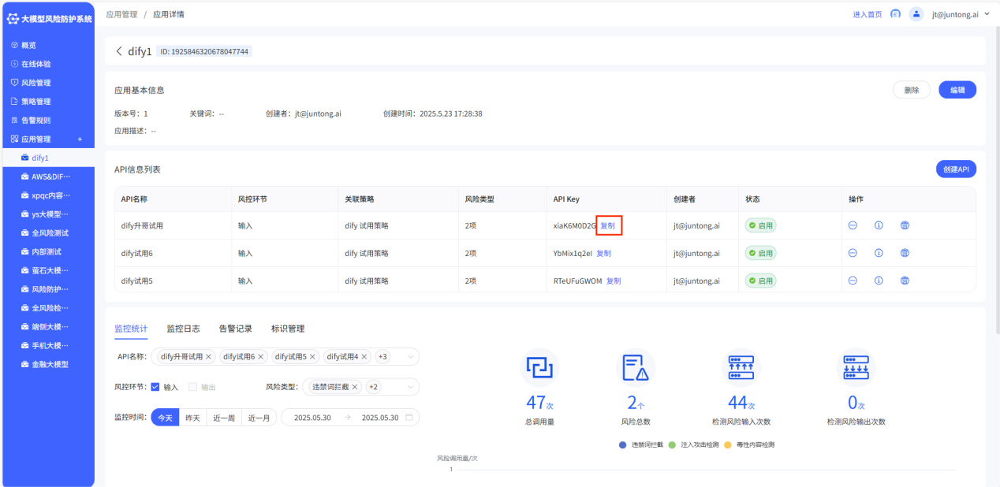 大模型风险防护系统
概览
在线体验
风险管理
策略管理
告警规则
应用管理 +
dify1
AWS&DIF···
xpqc内容···
ys大模型···
全风险测试
内部测试
萤石大模···
风险防护···
全风险检···
端侧大模···
手机大模···
金融大模型
应用管理 / 应用详情
进入首页 jt@juntong.ai
dify1 ID: 1925846320678047744
应用基本信息 删除 编辑
版本号：1 关键词：-- 创建者：jt@juntong.ai 创建时间：2025.5.23 17:28:38
应用描述：--
API信息列表 创建API
API名称 风控环节 关联策略 风险类型 API Key 创建者 状态 操作
dify升哥试用 输入 dify 试用策略 2项 xiaK6M0D2G 复制 jt@juntong.ai 启用
dify试用6 输入 dify 试用策略 2项 YbMix1q2eI 复制 jt@juntong.ai 启用
dify试用5 输入 dify 试用策略 2项 RTeUFuGWOM 复制 jt@juntong.ai 启用
监控统计 监控日志 告警记录 标识管理
API名称： dify升哥试用 × dify试用6 × dify试用5 × dify试用4 × +3
风控环节： 输入 输出 风险类型： 违禁词拦截 × +2
监控时间： 今天 昨天 近一周 近一月 2025.05.30 → 2025.05.30
47次 2个 44次 0次
总调用量 风险总数 检测风险输入次数 检测风险输出次数
违禁词拦截 注入攻击检测 毒性内容检测
风险调用量/次
1